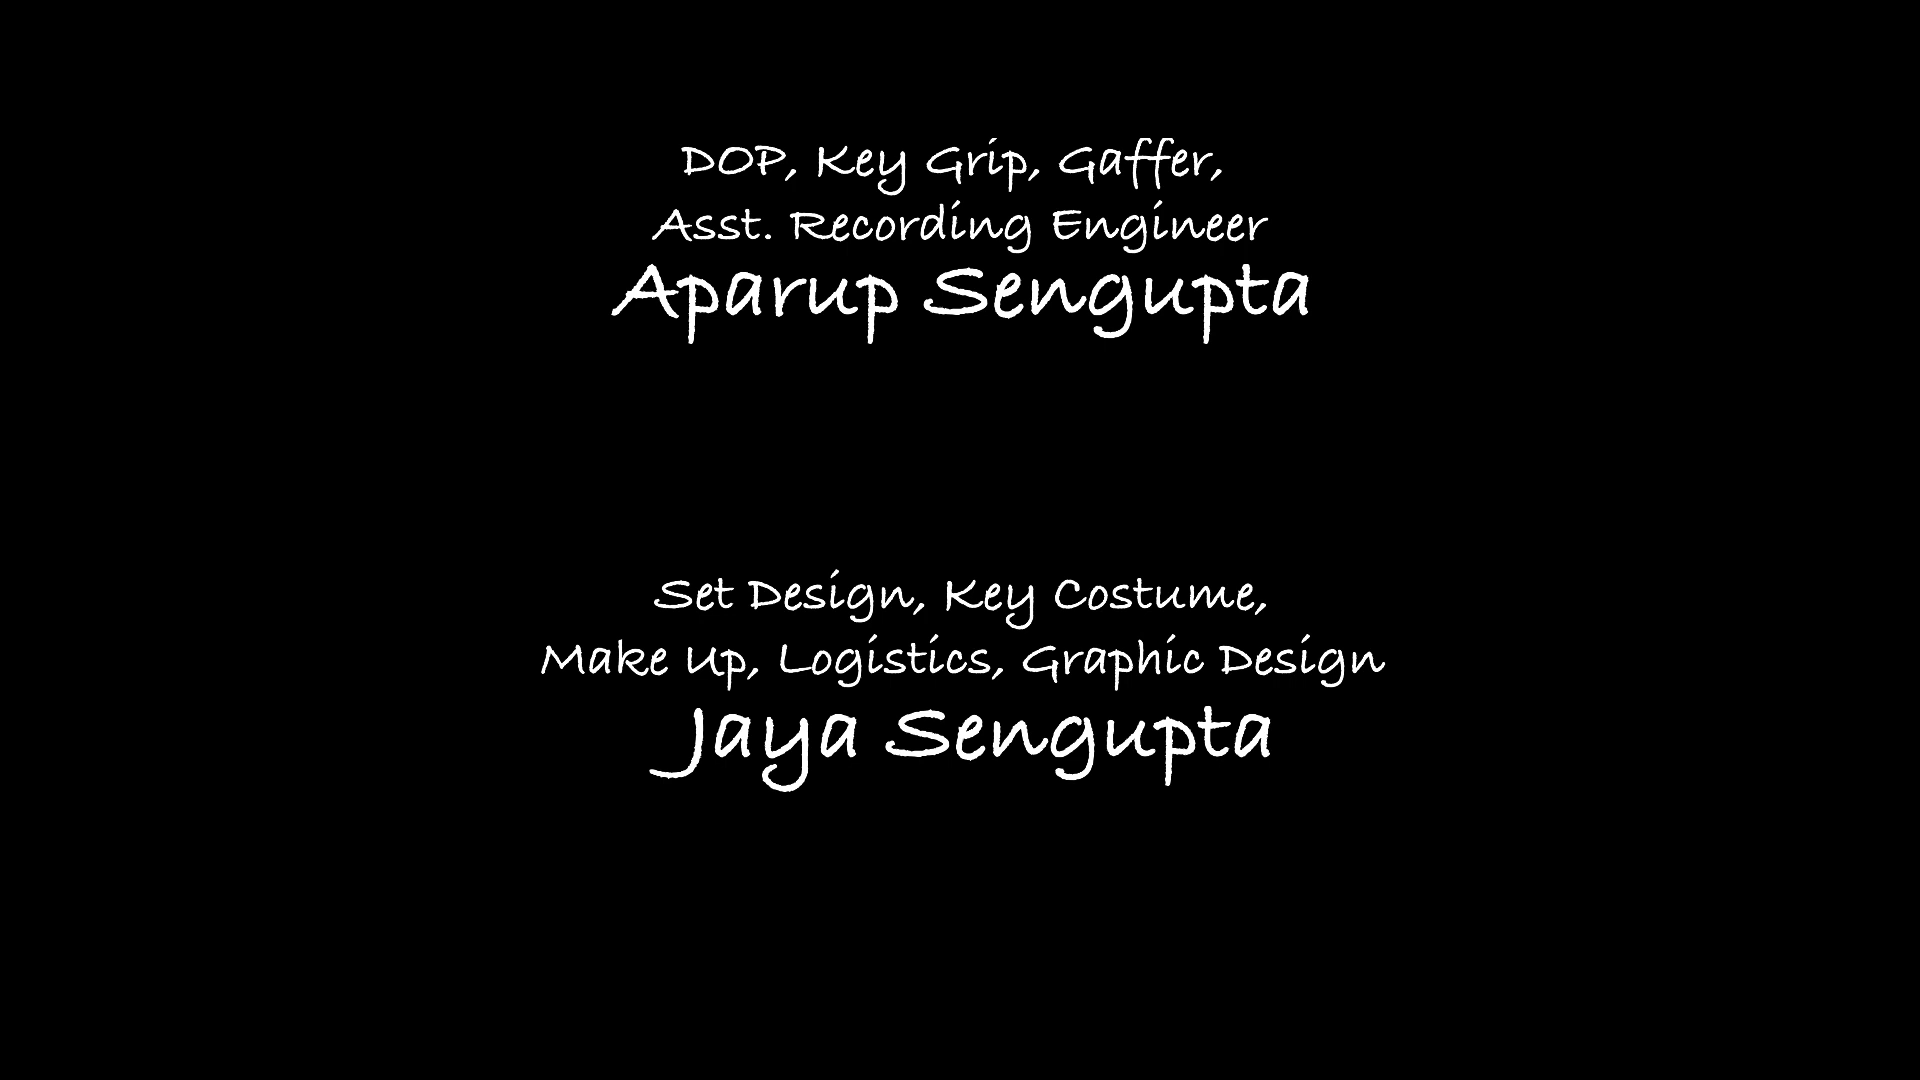 DOP, Key Grip, Gaffer,
Asst. Recording Engineer
Aparup Sengupta
Set Design, Key Costume,
Make Up, Logistics, Graphic Design
Jaya Sengupta